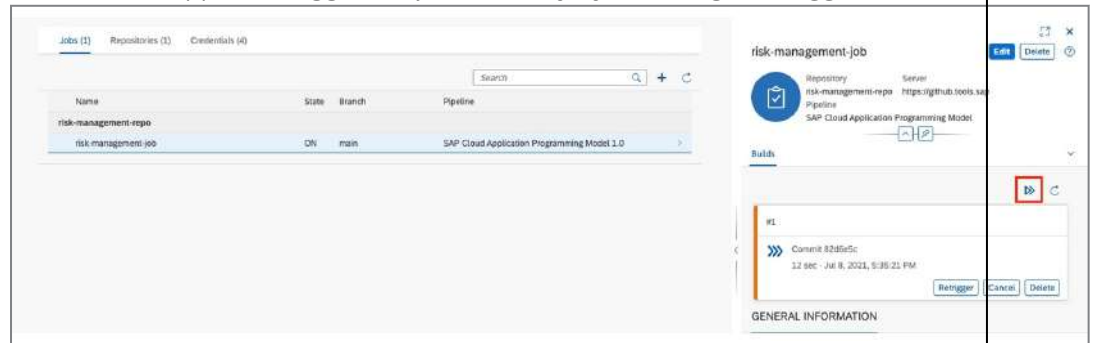 Jobs (1) Repositories (1) Credentials (4)
Search
Name State Branch Pipeline
risk-management-repo
risk-management-job ON main SAP Cloud Application Programming Model 1.0
risk-management-job Edit Delete
Repository Server
risk-management-repo https://github.tools.sap
Pipeline
SAP Cloud Application Programming Model
Builds
#1
Commit 82d6e5c
12 sec - Jul 8, 2021, 5:35:21 PM
Retrigger Cancel Delete
GENERAL INFORMATION